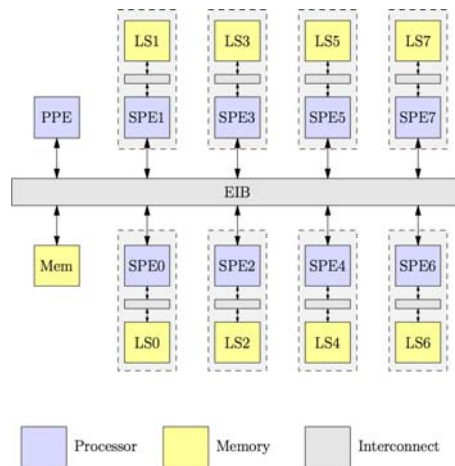 LS1 LS3 LS5 LS7
PPE SPE1 SPE3 SPE5 SPE7
EIB
Mem SPE0 SPE2 SPE4 SPE6
LS0 LS2 LS4 LS6
Processor Memory Interconnect